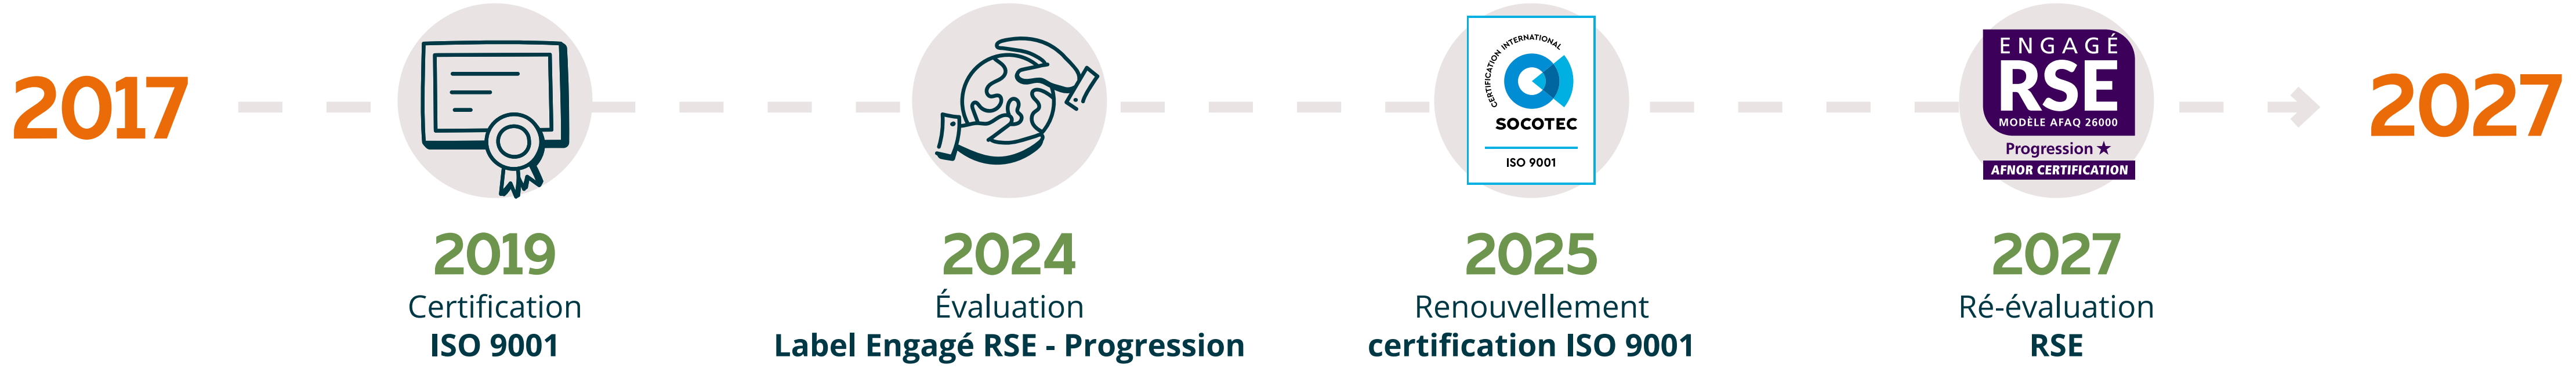 2017
2019
Certification
ISO 9001
2024
Évaluation
Label Engagé RSE - Progression
CERTIFICATION INTERNATIONAL
SOCOTEC
ISO 9001
2025
Renouvellement
certification ISO 9001
ENGAGÉ
RSE
MODÈLE AFAQ 26000
Progression ★
AFNOR CERTIFICATION
2027
Ré-évaluation
RSE
2027